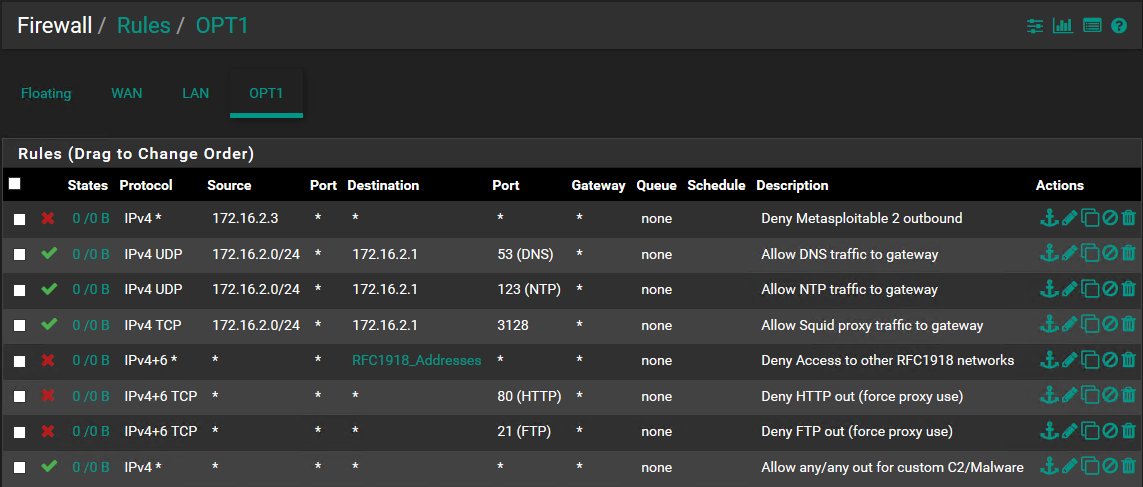 Firewall / Rules / OPT1
Floating WAN LAN OPT1
Rules (Drag to Change Order)
States Protocol Source Port Destination Port Gateway Queue Schedule Description Actions
0 /0 B IPv4 * 172.16.2.3 * * * * none Deny Metasploitable 2 outbound
0 /0 B IPv4 UDP 172.16.2.0/24 * 172.16.2.1 53 (DNS) * none Allow DNS traffic to gateway
0 /0 B IPv4 UDP 172.16.2.0/24 * 172.16.2.1 123 (NTP) * none Allow NTP traffic to gateway
0 /0 B IPv4 TCP 172.16.2.0/24 * 172.16.2.1 3128 * none Allow Squid proxy traffic to gateway
0 /0 B IPv4+6 * * * RFC1918_Addresses * * none Deny Access to other RFC1918 networks
0 /0 B IPv4+6 TCP * * * 80 (HTTP) * none Deny HTTP out (force proxy use)
0 /0 B IPv4+6 TCP * * * 21 (FTP) * none Deny FTP out (force proxy use)
0 /0 B IPv4 * * * * * * none Allow any/any out for custom C2/Malware